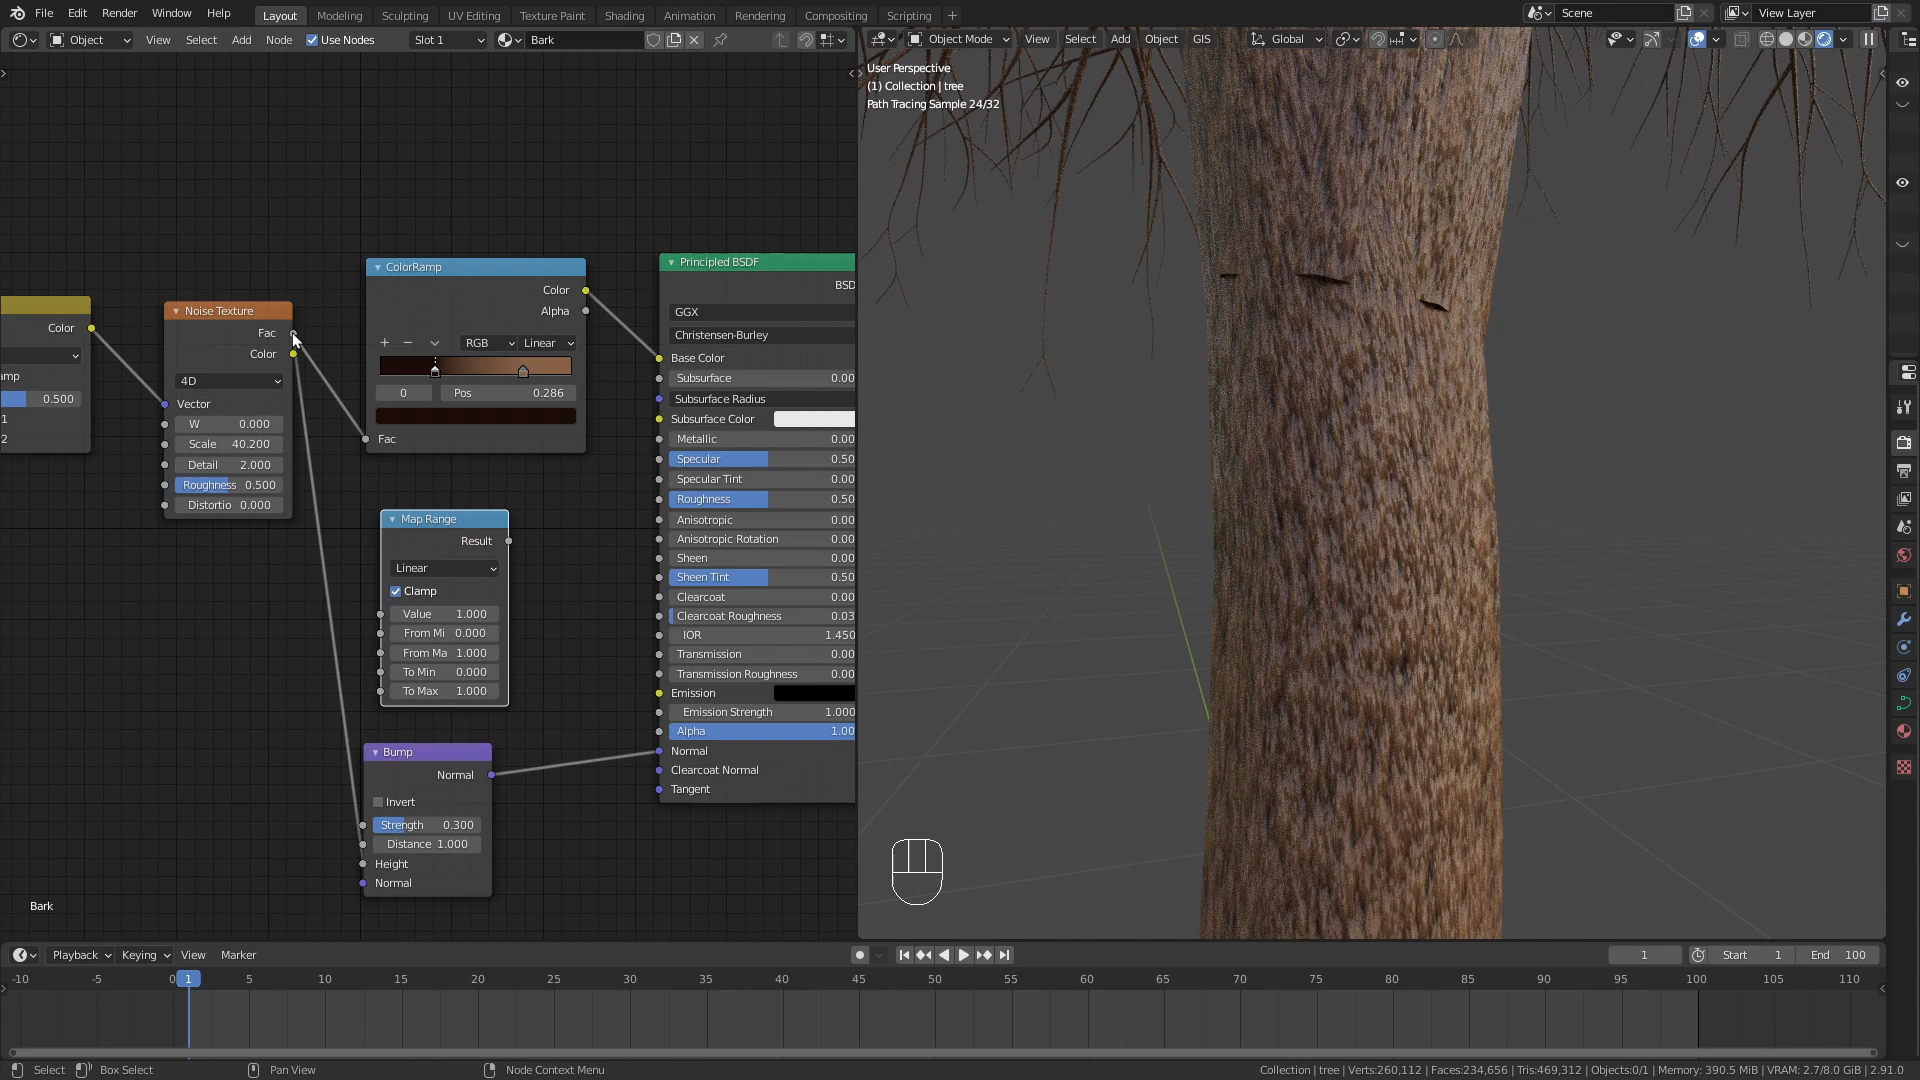 File Edit Render Window Help Layout Modeling Sculpting UV Editing Texture Paint Shading Animation Rendering Compositing Scripting + Scene View Layer
Object View Select Add Node Use Nodes Slot 1 Bark Object Mode View Select Add Object GIS Global
User Perspective
(1) Collection | tree
Path Tracing Sample 24/32
Color
amp
0.500
1
2
Noise Texture
Fac
Color
4D
Vector
W 0.000
Scale 40.200
Detail 2.000
Roughness 0.500
Distortio 0.000
ColorRamp
Color
Alpha
+ − RGB Linear
0 Pos 0.286
Fac
Map Range
Result
Linear
Clamp
Value 1.000
From Mi 0.000
From Ma 1.000
To Min 0.000
To Max 1.000
Bump
Normal
Invert
Strength 0.300
Distance 1.000
Height
Normal
Principled BSDF
BSD
GGX
Christensen-Burley
Base Color
Subsurface 0.00
Subsurface Radius
Subsurface Color
Metallic 0.00
Specular 0.50
Specular Tint 0.00
Roughness 0.50
Anisotropic 0.00
Anisotropic Rotation 0.00
Sheen 0.00
Sheen Tint 0.50
Clearcoat 0.00
Clearcoat Roughness 0.03
IOR 1.450
Transmission 0.00
Transmission Roughness 0.00
Emission
Emission Strength 1.000
Alpha 1.00
Normal
Clearcoat Normal
Tangent
Bark
Playback Keying View Marker 1 Start 1 End 100
-10 -5 0 1 5 10 15 20 25 30 35 40 45 50 55 60 65 70 75 80 85 90 95 100 105 110
Select Box Select Pan View Node Context Menu Collection | tree | Verts:260,112 | Faces:234,656 | Tris:469,312 | Objects:0/1 | Memory: 390.5 MiB | VRAM: 2.7/8.0 GiB | 2.91.0